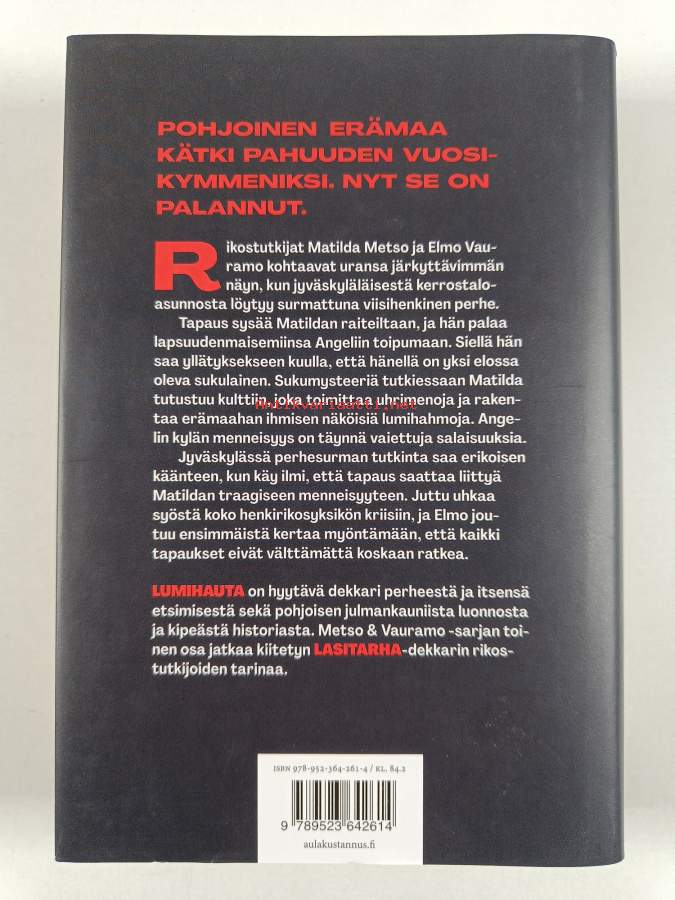 POHJOINEN ERÄMAA
KÄTKI PAHUUDEN VUOSI-
KYMMENIKSI. NYT SE ON
PALANNUT.
Rikostutkijat Matilda Metso ja Elmo Vau-
ramo kohtaavat uransa järkyttävimmän
näyn, kun jyväskyläläisestä kerrostalo-
asunnosta löytyy surmattuna viisihenkinen perhe.
Tapaus sysää Matildan raiteiltaan, ja hän palaa
lapsuudenmaisemiinsa Angeliin toipumaan. Siellä hän
saa yllätyksekseen kuulla, että hänellä on yksi elossa
oleva sukulainen. Sukumysteeriä tutkiessaan Matilda
tutustuu kulttiin, joka toimittaa uhrimenoja ja raken-
Antikvariaatti.net
taa erämaahan ihmisen näköisiä lumihahmoja. Ange-
lin kylän menneisyys on täynnä vaiettuja salaisuuksia.
Jyväskylässä perhesurman tutkinta saa erikoisen
käänteen, kun käy ilmi, että tapaus saattaa liittyä
Matildan traagiseen menneisyyteen. Juttu uhkaa
syöstä koko henkirikosyksikön kriisiin, ja Elmo jou-
tuu ensimmäistä kertaa myöntämään, että kaikki
tapaukset eivät välttämättä koskaan ratkea.
LUMIHAUTA on hyytävä dekkari perheestä ja itsensä
etsimisestä sekä pohjoisen julmankauniista luonnosta
ja kipeästä historiasta. Metso & Vauramo -sarjan toi-
nen osa jatkaa kiitetyn LASITARHA-dekkarin rikos-
tutkijoiden tarinaa.
ISBN 978-952-364-261-4 / KL. 84.2
9 789523 642614
aulakustannus.fi